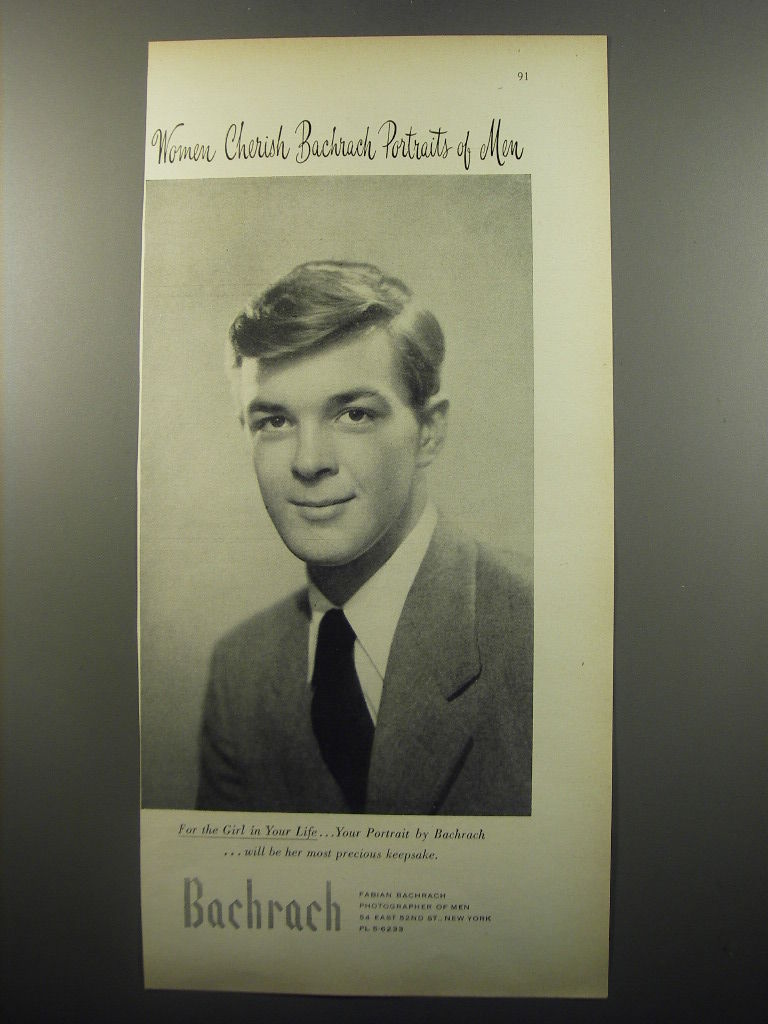 91
Women Cherish Bachrach Portraits of Men
For the Girl in Your Life...Your Portrait by Bachrach
...will be her most precious keepsake.
Bachrach
FABIAN BACHRACH
PHOTOGRAPHER OF MEN
54 EAST 52ND ST., NEW YORK
PL 5-6233